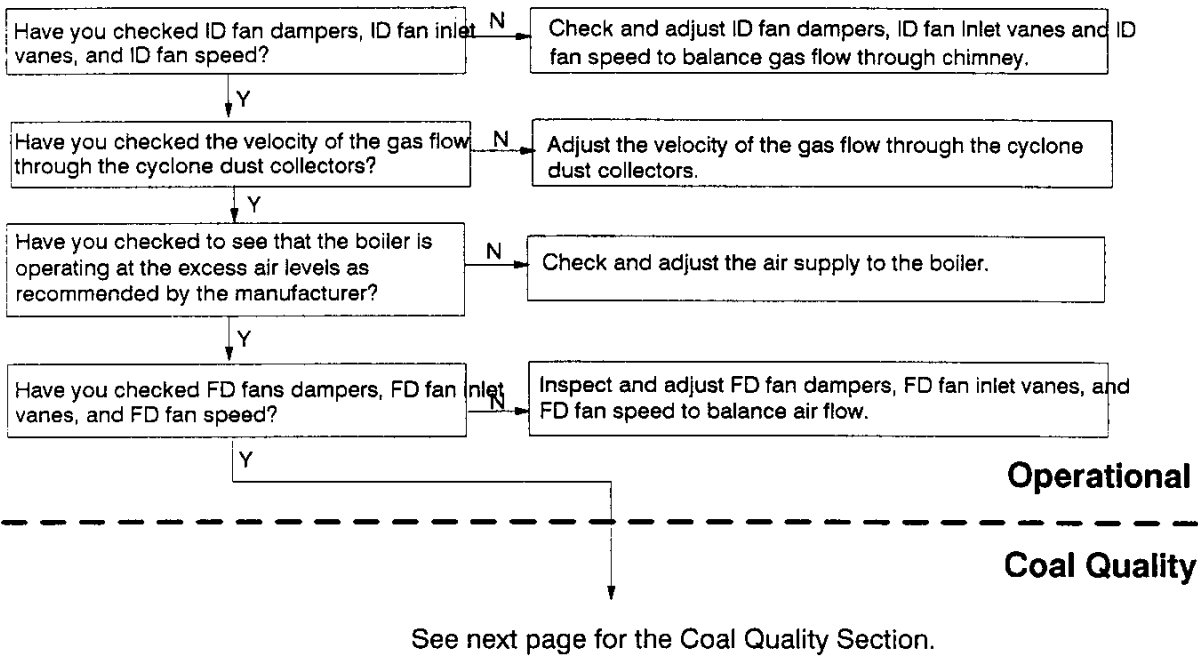 Have you checked ID fan dampers, ID fan inlet
vanes, and ID fan speed?
N
Check and adjust ID fan dampers, ID fan Inlet vanes and ID
fan speed to balance gas flow through chimney.
Y
Have you checked the velocity of the gas flow
through the cyclone dust collectors?
N
Adjust the velocity of the gas flow through the cyclone
dust collectors.
Y
Have you checked to see that the boiler is
operating at the excess air levels as
recommended by the manufacturer?
N
Check and adjust the air supply to the boiler.
Y
Have you checked FD fans dampers, FD fan inlet
vanes, and FD fan speed?
N
Inspect and adjust FD fan dampers, FD fan inlet vanes, and
FD fan speed to balance air flow.
Y
Operational
Coal Quality
See next page for the Coal Quality Section.